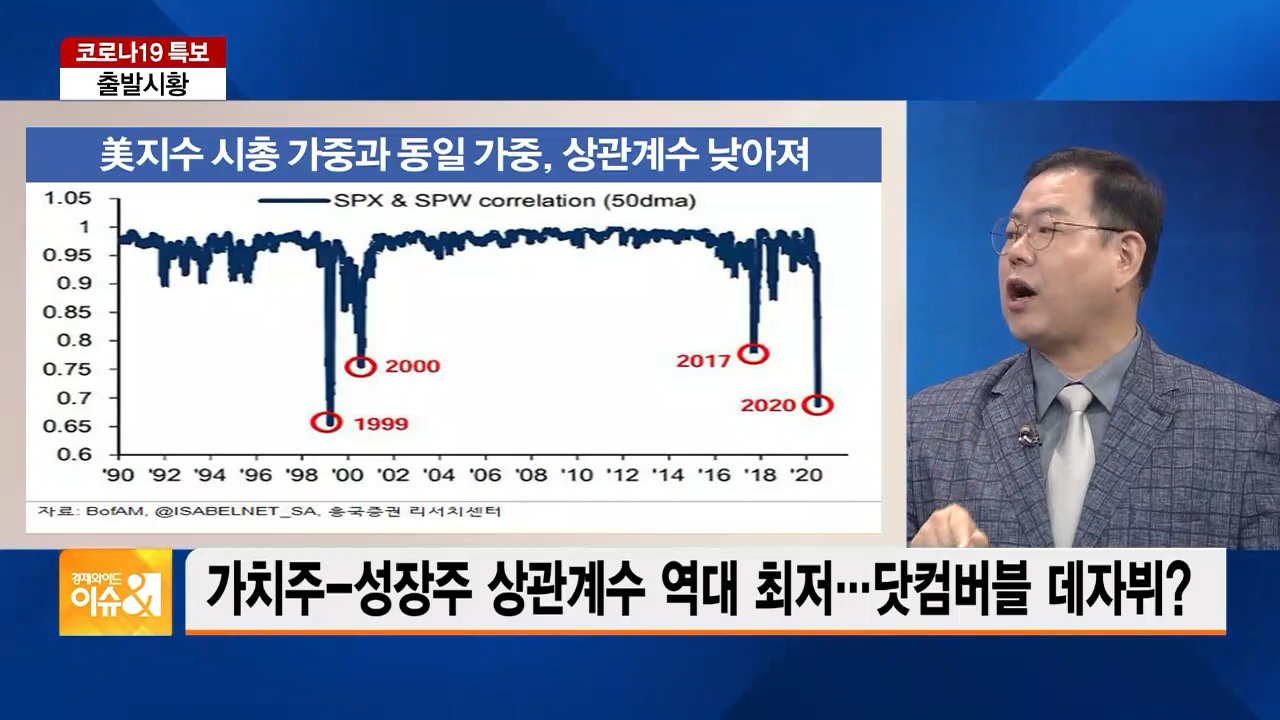 코로나19 특보
출발시황
美지수 시총 가중과 동일 가중, 상관계수 낮아져
SPX & SPW correlation (50dma)
1.05
1
0.95
0.9
0.85
0.8
0.75
0.7
0.65
0.6
2000
2017
2020
1999
'90 '92 '94 '96 '98 '00 '02 '04 '06 '08 '10 '12 '14 '16 '18 '20
자료: BofAM, @ISABELNET_SA, 흥국증권 리서치센터
경제와이드
이슈&
가치주-성장주 상관계수 역대 최저…닷컴버블 데자뷔?